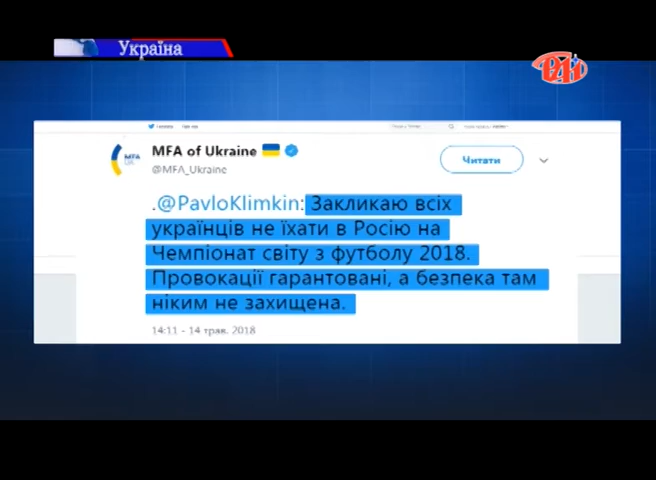 Україна
MFA of Ukraine
@MFA_Ukraine
Читати
.@PavloKlimkin: Закликаю всіх
українців не їхати в Росію на
Чемпіонат світу з футболу 2018.
Провокації гарантовані, а безпека там
ніким не захищена.
14:11 - 14 трав. 2018